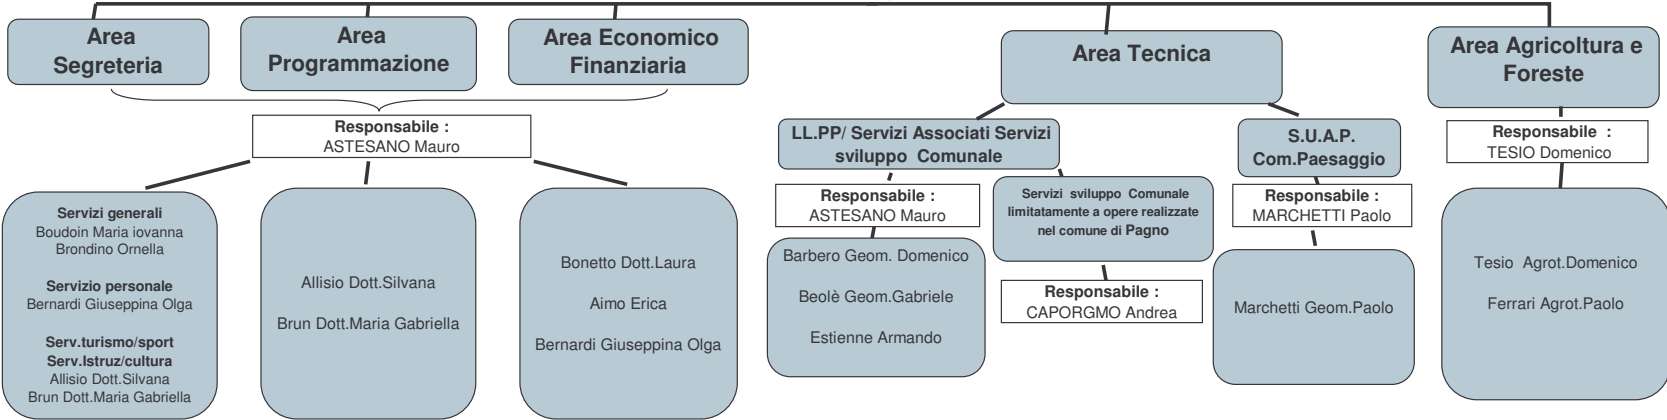 Area
Segreteria
Area
Programmazione
Area Economico
Finanziaria
Area Tecnica
Area Agricoltura e
Foreste
Responsabile :
ASTESANO Mauro
LL.PP/ Servizi Associati Servizi
sviluppo Comunale
S.U.A.P.
Com.Paesaggio
Responsabile :
TESIO Domenico
Responsabile :
ASTESANO Mauro
Servizi sviluppo Comunale
limitatamente a opere realizzate
nel comune di Pagno
Responsabile :
MARCHETTI Paolo
Servizi generali
Boudoin Maria iovanna
Brondino Ornella
Servizio personale
Bernardi Giuseppina Olga
Serv.turismo/sport
Serv.Istruz/cultura
Allisio Dott.Silvana
Brun Dott.Maria Gabriella
Allisio Dott.Silvana
Brun Dott.Maria Gabriella
Bonetto Dott.Laura
Aimo Erica
Bernardi Giuseppina Olga
Barbero Geom. Domenico
Beolè Geom.Gabriele
Estienne Armando
Responsabile :
CAPORGMO Andrea
Marchetti Geom.Paolo
Tesio Agrot.Domenico
Ferrari Agrot.Paolo